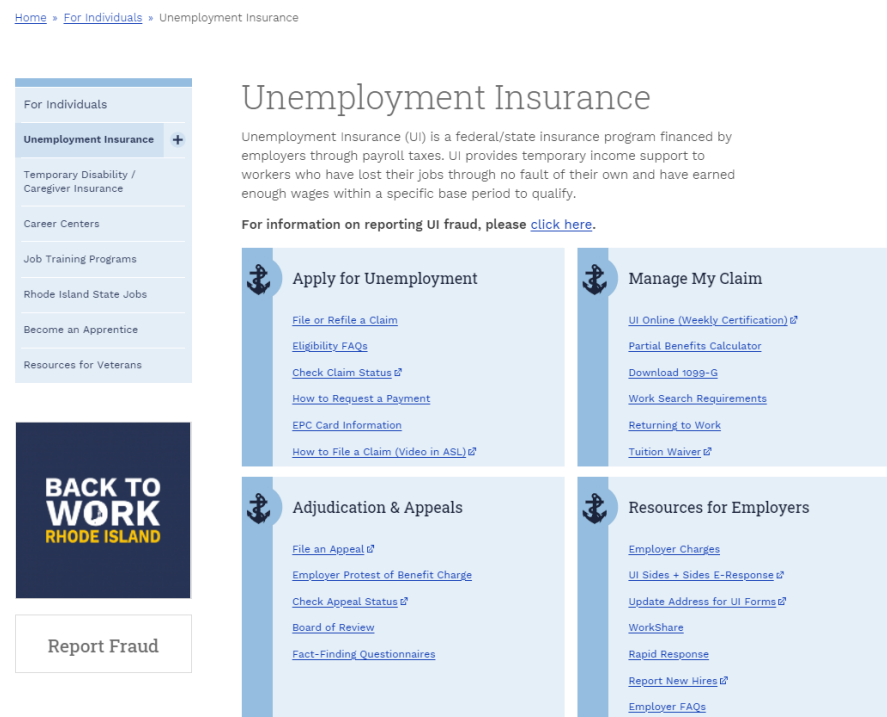 Home » For Individuals » Unemployment Insurance
For Individuals
Unemployment Insurance +
Temporary Disability /
Caregiver Insurance
Career Centers
Job Training Programs
Rhode Island State Jobs
Become an Apprentice
Resources for Veterans
BACK TO
WORK
RHODE ISLAND
Report Fraud
Unemployment Insurance
Unemployment Insurance (UI) is a federal/state insurance program financed by
employers through payroll taxes. UI provides temporary income support to
workers who have lost their jobs through no fault of their own and have earned
enough wages within a specific base period to qualify.
For information on reporting UI fraud, please click here.
Apply for Unemployment
File or Refile a Claim
Eligibility FAQs
Check Claim Status
How to Request a Payment
EPC Card Information
How to File a Claim (Video in ASL)
Manage My Claim
UI Online (Weekly Certification)
Partial Benefits Calculator
Download 1099-G
Work Search Requirements
Returning to Work
Tuition Waiver
Adjudication & Appeals
File an Appeal
Employer Protest of Benefit Charge
Check Appeal Status
Board of Review
Fact-Finding Questionnaires
Resources for Employers
Employer Charges
UI Sides + Sides E-Response
Update Address for UI Forms
WorkShare
Rapid Response
Report New Hires
Employer FAQs